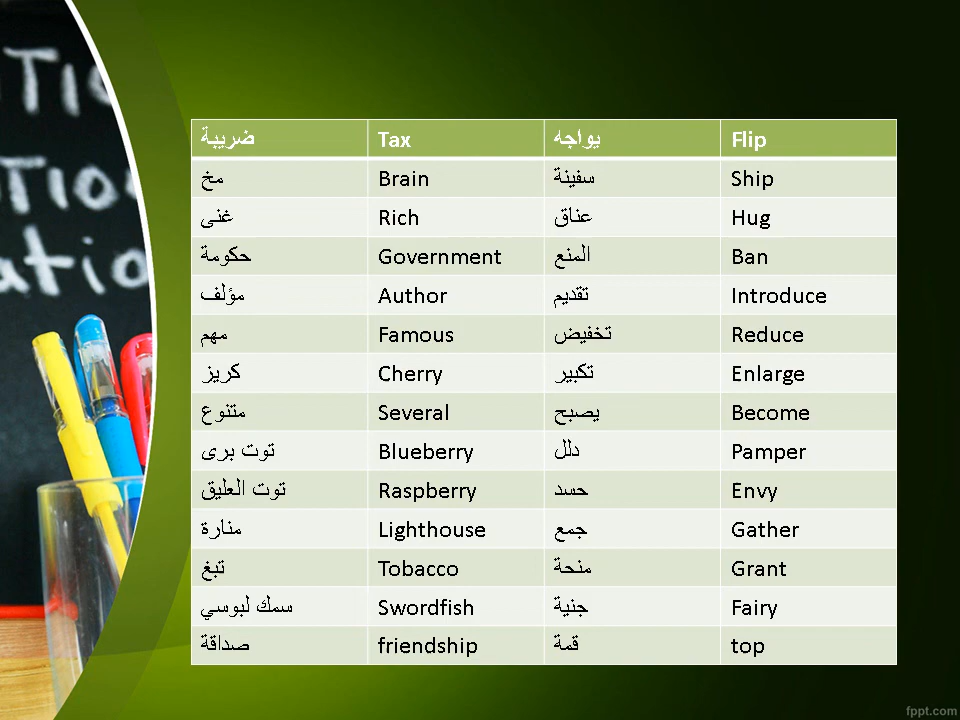 TIO
TIO
atio
ضريبة Tax يواجه Flip
مخ Brain سفينة Ship
غنى Rich عناق Hug
حكومة Government المنع Ban
مؤلف Author تقديم Introduce
مهم Famous تخفيض Reduce
كريز Cherry تكبير Enlarge
متنوع Several يصبح Become
توت برى Blueberry دلل Pamper
توت العليق Raspberry حسد Envy
منارة Lighthouse جمع Gather
تبغ Tobacco منحة Grant
سمك لبوسي Swordfish جنية Fairy
صداقة friendship قمة top
fppt.com